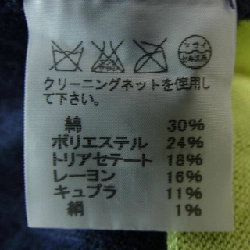 クリーニングネットを使用し
て下さい。
綿 30%
ポリエステル 24%
トリアセテート 18%
レーヨン 16%
キュプラ 11%
絹 1%